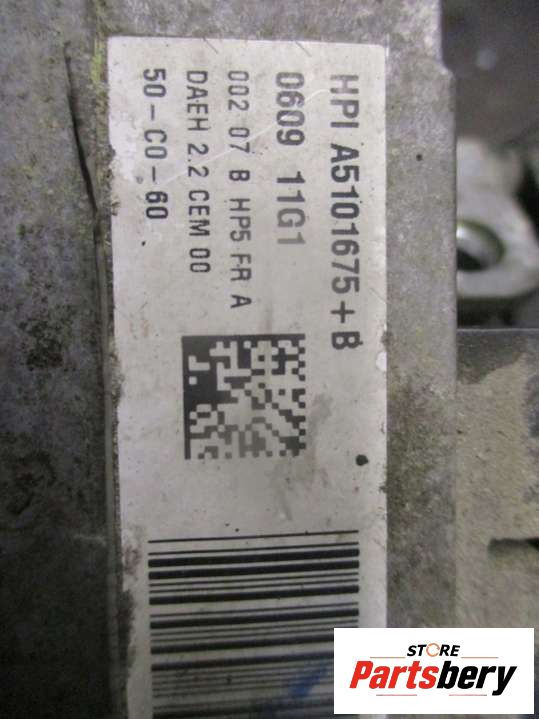 HPI A5101675+B
0609 11G1
002 07 B HP5 FR A
DAEH 2.2 CEM 00
50-C0-60
STORE
Partsbery